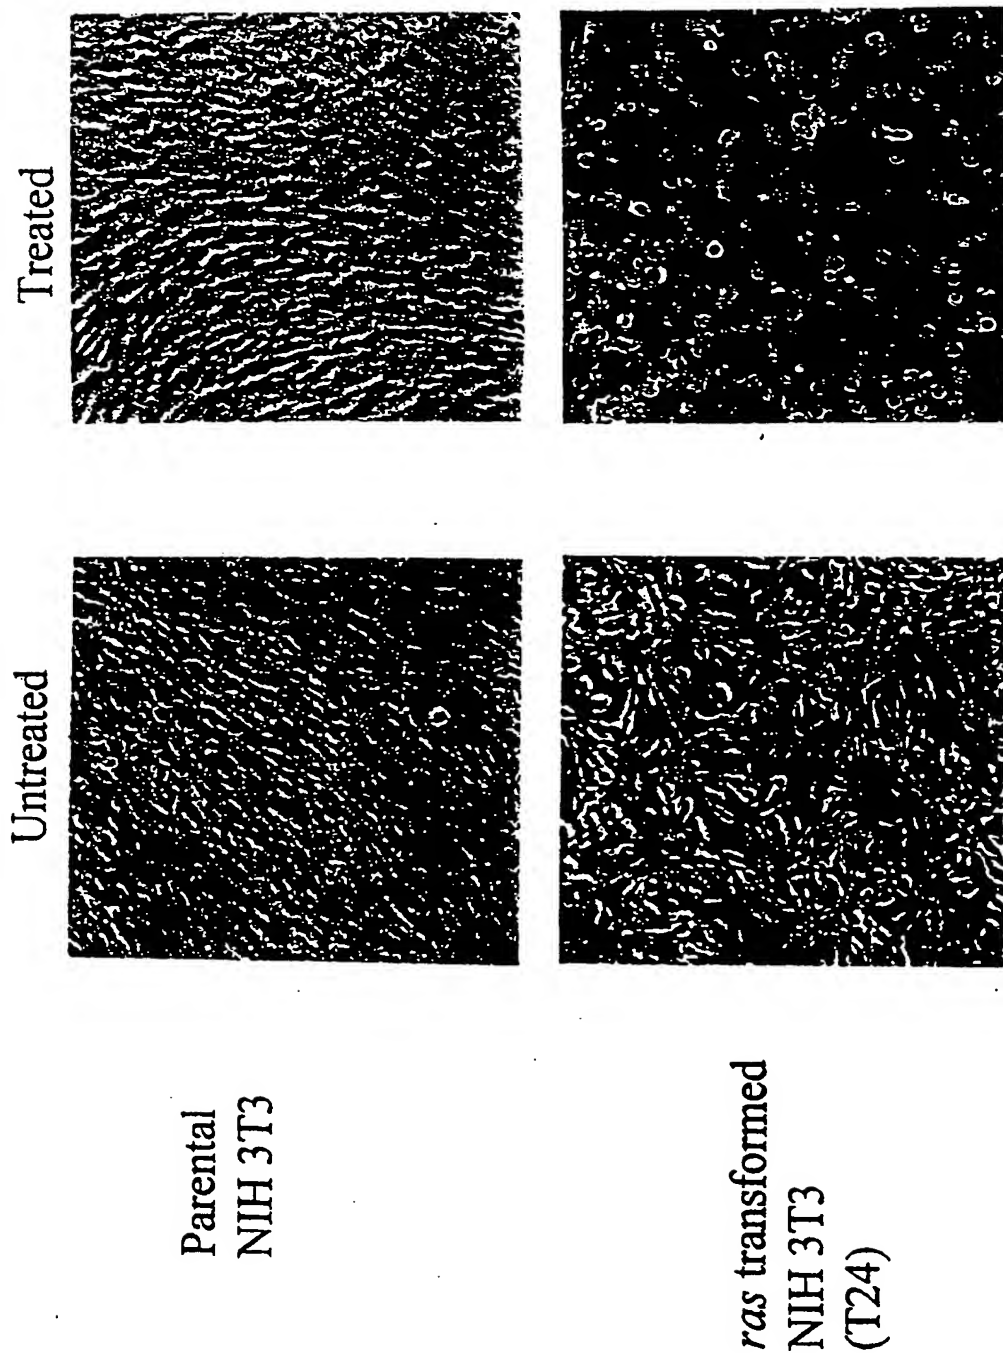 Untreated
Treated
Parental
NIH 3T3
ras transformed
NIH 3T3
(T24)